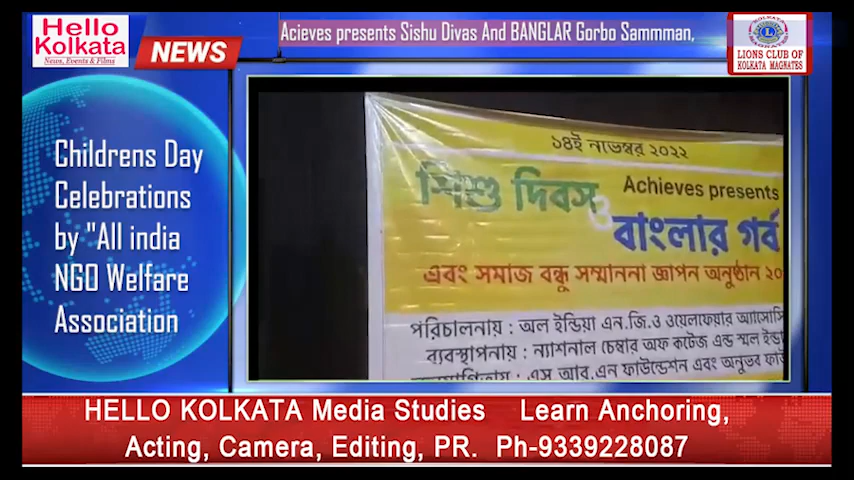 Hello
Kolkata
News, Events & Films
NEWS
Acieves presents Sishu Divas And BANGLAR Gorbo Sammman,
LIONS CLUB OF
KOLKATA MAGNATES
Childrens Day
Celebrations
by "All india
NGO Welfare
Association
১৪ই নভেম্বর ২০২২
শিশু দিবস
Achieves presents
ও
বাংলার গর্ব
এবং সমাজ বন্ধু সম্মাননা জ্ঞাপন অনুষ্ঠান ২০
পরিচালনায় : অল ইন্ডিয়া এন.জি.ও ওয়েলফেয়ার অ্যাসোসি
ব্যবস্থাপনায় : ন্যাশনাল চেম্বার অফ কটেজ এন্ড স্মল ইন্ডা
এস.আর.এন ফাউন্ডেশন এবং অনুভব ফাউ
HELLO KOLKATA Media Studies Learn Anchoring,
Acting, Camera, Editing, PR. Ph-9339228087